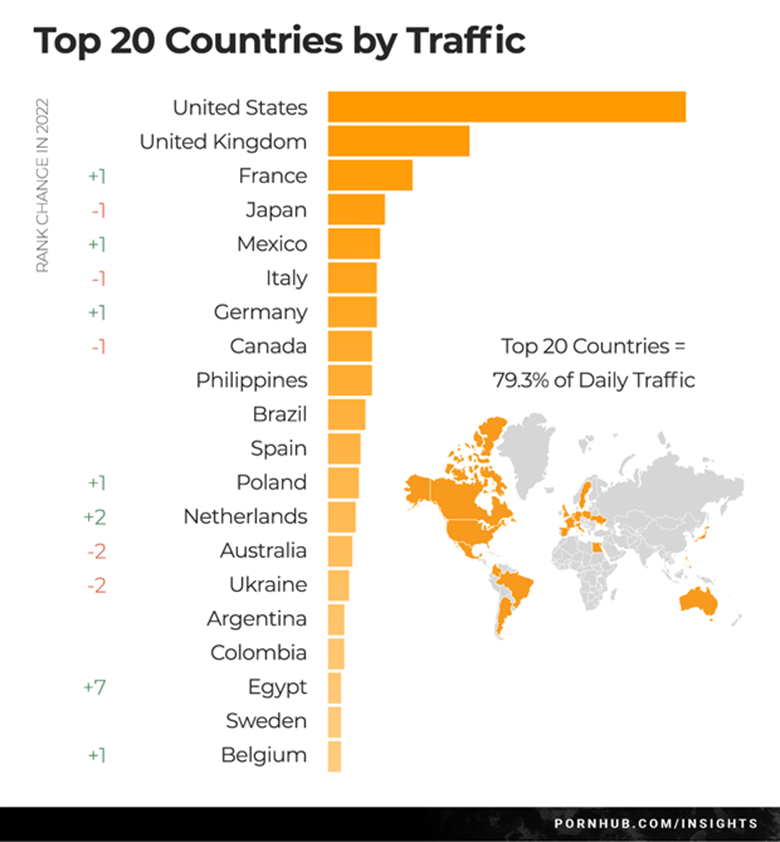 Top 20 Countries by Traffic
RANK CHANGE IN 2022
United States
United Kingdom
+1 France
-1 Japan
+1 Mexico
-1 Italy
+1 Germany
-1 Canada
Philippines
Brazil
Spain
+1 Poland
+2 Netherlands
-2 Australia
-2 Ukraine
Argentina
Colombia
+7 Egypt
Sweden
+1 Belgium
Top 20 Countries =
79.3% of Daily Traffic
PORNHUB.COM/INSIGHTS